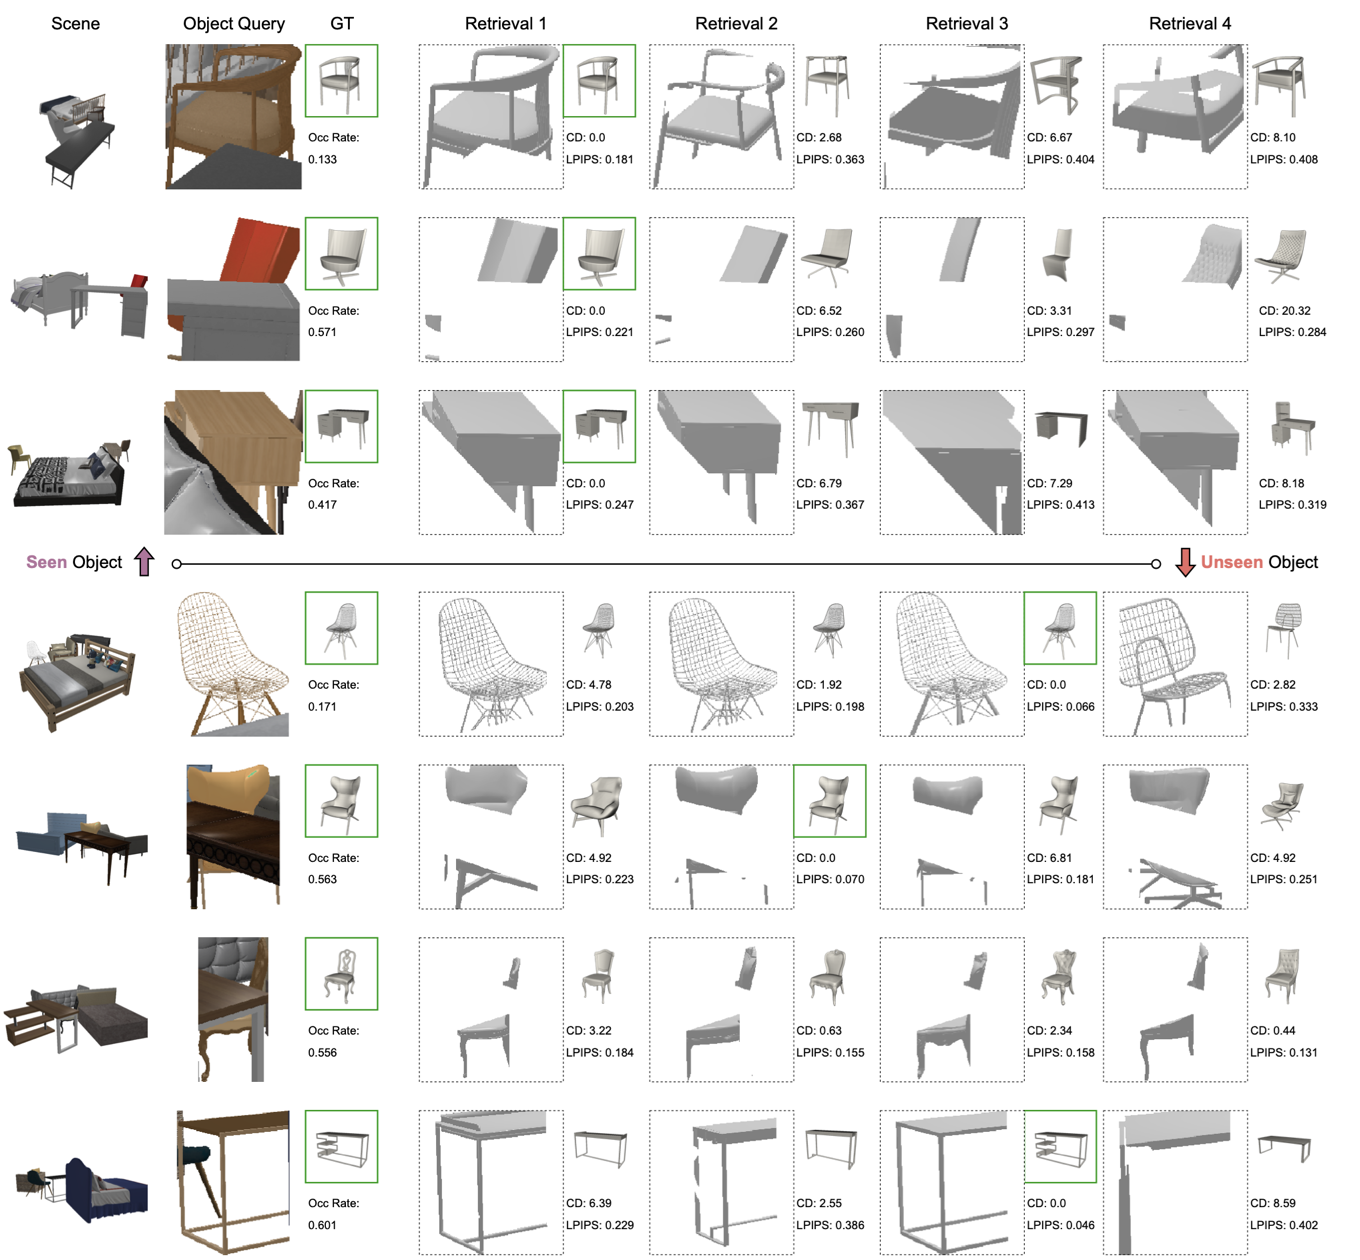 Scene Object Query GT Retrieval 1 Retrieval 2 Retrieval 3 Retrieval 4
Occ Rate: CD: 0.0 CD: 2.68 CD: 6.67 CD: 8.10
0.133 LPIPS: 0.181 LPIPS: 0.363 LPIPS: 0.404 LPIPS: 0.408
Occ Rate: CD: 0.0 CD: 6.52 CD: 3.31 CD: 20.32
0.571 LPIPS: 0.221 LPIPS: 0.260 LPIPS: 0.297 LPIPS: 0.284
Occ Rate: CD: 0.0 CD: 6.79 CD: 7.29 CD: 8.18
0.417 LPIPS: 0.247 LPIPS: 0.367 LPIPS: 0.413 LPIPS: 0.319
Seen Object Unseen Object
Occ Rate: CD: 4.78 CD: 1.92 CD: 0.0 CD: 2.82
0.171 LPIPS: 0.203 LPIPS: 0.198 LPIPS: 0.066 LPIPS: 0.333
Occ Rate: CD: 4.92 CD: 0.0 CD: 6.81 CD: 4.92
0.563 LPIPS: 0.223 LPIPS: 0.070 LPIPS: 0.181 LPIPS: 0.251
Occ Rate: CD: 3.22 CD: 0.63 CD: 2.34 CD: 0.44
0.556 LPIPS: 0.184 LPIPS: 0.155 LPIPS: 0.158 LPIPS: 0.131
Occ Rate: CD: 6.39 CD: 2.55 CD: 0.0 CD: 8.59
0.601 LPIPS: 0.229 LPIPS: 0.386 LPIPS: 0.046 LPIPS: 0.402